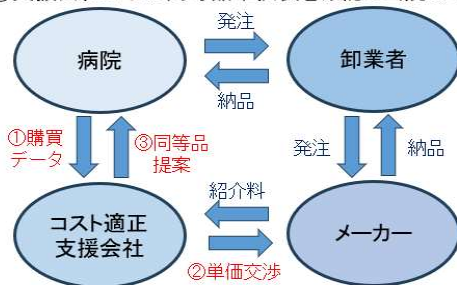 病院
発注
納品
卸業者
①購買
データ
③同等品
提案
発注
納品
コスト適正
支援会社
紹介料
②単価交渉
メーカー